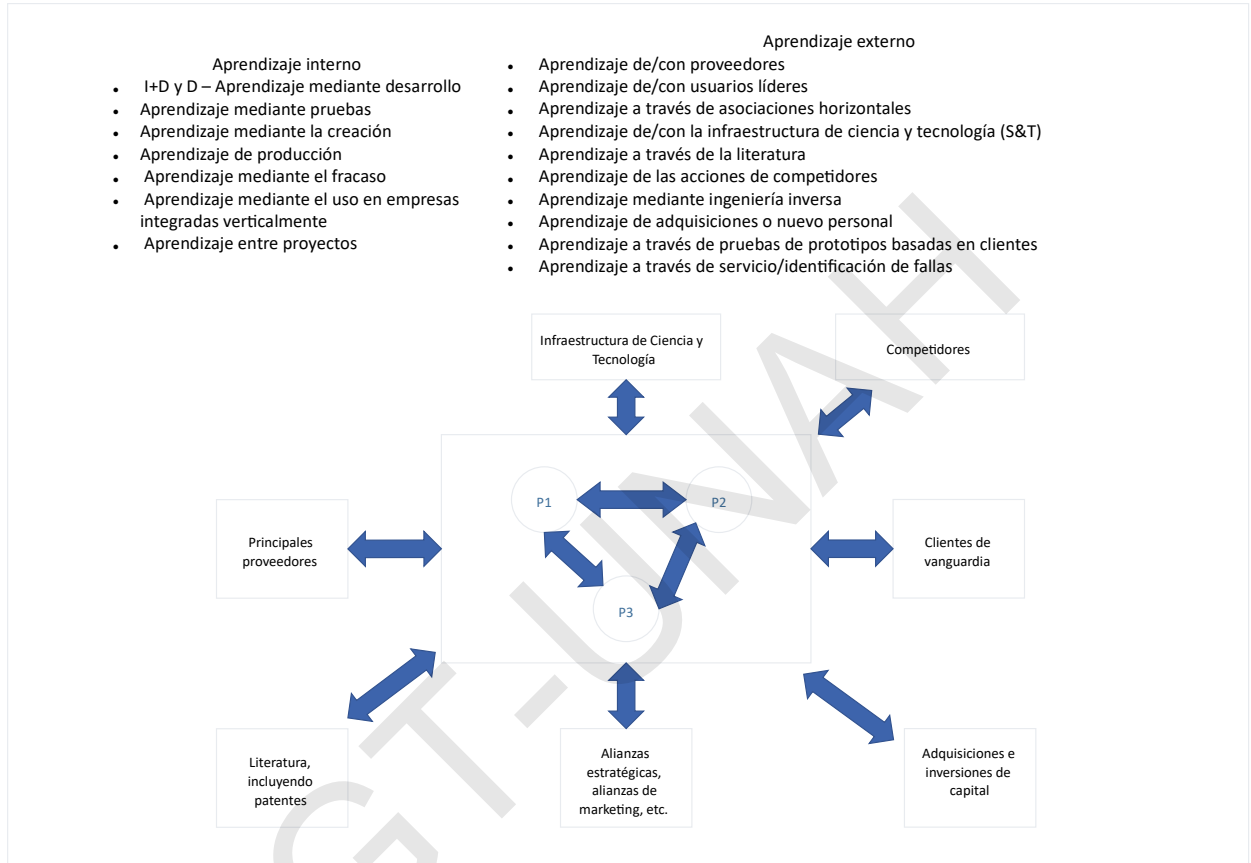 Aprendizaje interno
• I+D y D – Aprendizaje mediante desarrollo
• Aprendizaje mediante pruebas
• Aprendizaje mediante la creación
• Aprendizaje de producción
• Aprendizaje mediante el fracaso
• Aprendizaje mediante el uso en empresas
integradas verticalmente
• Aprendizaje entre proyectos
Aprendizaje externo
• Aprendizaje de/con proveedores
• Aprendizaje de/con usuarios líderes
• Aprendizaje a través de asociaciones horizontales
• Aprendizaje de/con la infraestructura de ciencia y tecnología (S&T)
• Aprendizaje a través de la literatura
• Aprendizaje de las acciones de competidores
• Aprendizaje mediante ingeniería inversa
• Aprendizaje de adquisiciones o nuevo personal
• Aprendizaje a través de pruebas de prototipos basadas en clientes
• Aprendizaje a través de servicio/identificación de fallas
Infraestructura de Ciencia y
Tecnología
Competidores
P1
P2
P3
Principales
proveedores
Clientes de
vanguardia
Literatura,
incluyendo
patentes
Alianzas
estratégicas,
alianzas de
marketing, etc.
Adquisiciones e
inversiones de
capital
GT-UNAH